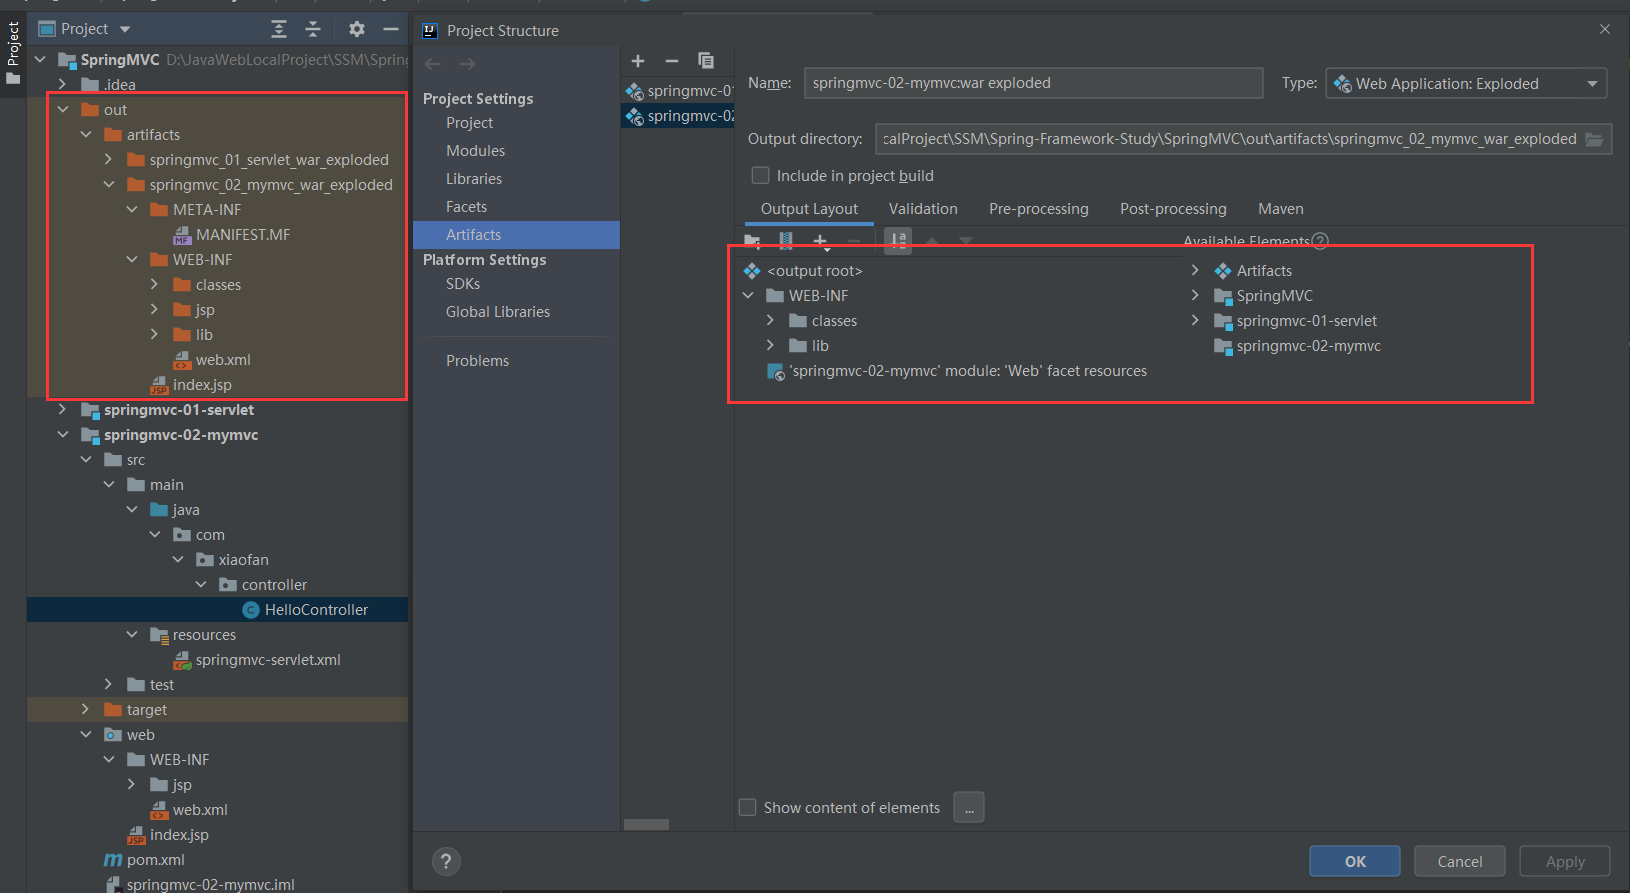 Project
Project
SpringMVC D:\JavaWebLocalProject\SSM\Spring
.idea
out
artifacts
springmvc_01_servlet_war_exploded
springmvc_02_mymvc_war_exploded
META-INF
MANIFEST.MF
WEB-INF
classes
jsp
lib
web.xml
index.jsp
springmvc-01-servlet
springmvc-02-mymvc
src
main
java
com
xiaofan
controller
HelloController
resources
springmvc-servlet.xml
test
target
web
WEB-INF
jsp
web.xml
index.jsp
pom.xml
springmvc-02-mymvc.iml
Project Structure
Project Settings
Project
Modules
Libraries
Facets
Artifacts
Platform Settings
SDKs
Global Libraries
Problems
springmvc-01
springmvc-02
Name: springmvc-02-mymvc:war exploded Type: Web Application: Exploded
Output directory: calProject\SSM\Spring-Framework-Study\SpringMVC\out\artifacts\springmvc_02_mymvc_war_exploded
Include in project build
Output Layout Validation Pre-processing Post-processing Maven
Available Elements ?
<output root>
WEB-INF
classes
lib
'springmvc-02-mymvc' module: 'Web' facet resources
Artifacts
SpringMVC
springmvc-01-servlet
springmvc-02-mymvc
Show content of elements ...
? OK Cancel Apply